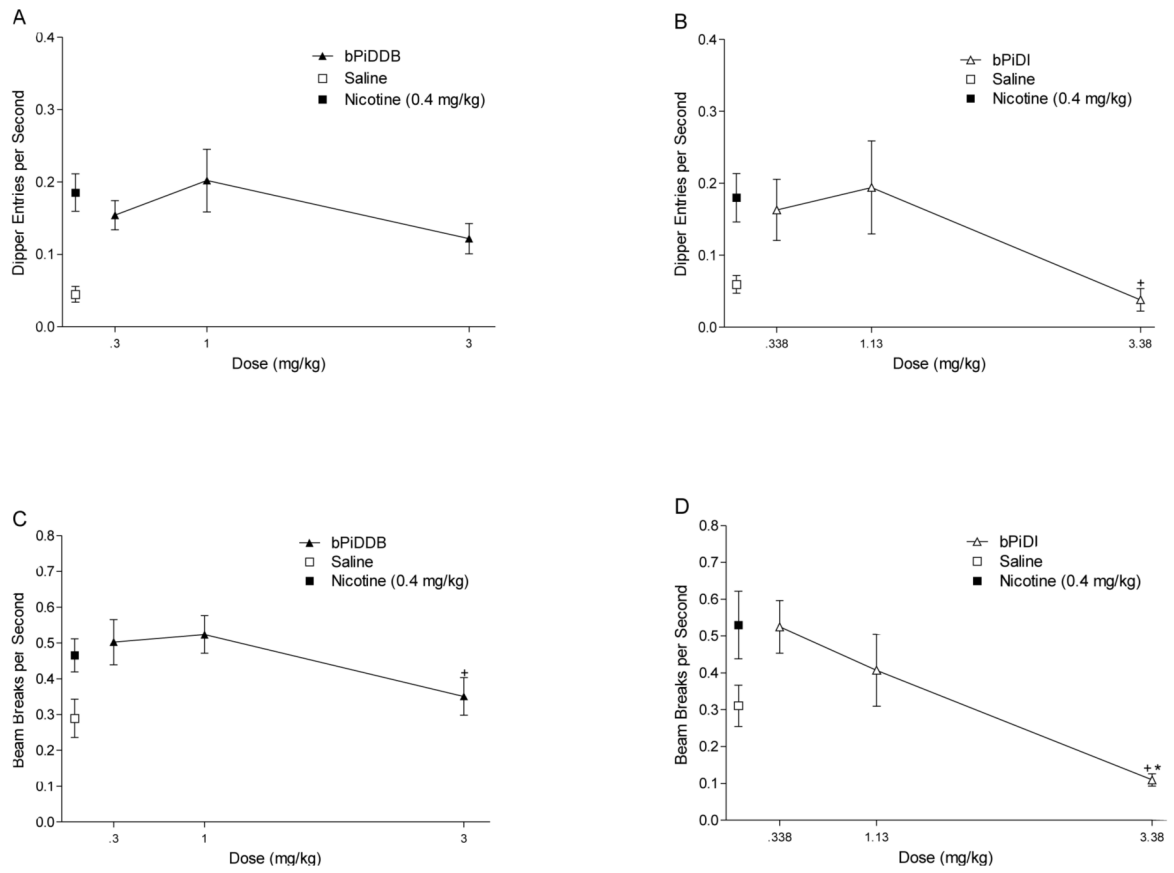 A
0.4
0.3
0.2
0.1
0.0
Dipper Entries per Second
bPiDDB
Saline
Nicotine (0.4 mg/kg)
.3
1
3
Dose (mg/kg)
B
0.4
0.3
0.2
0.1
0.0
Dipper Entries per Second
bPiDI
Saline
Nicotine (0.4 mg/kg)
+
.338
1.13
3.38
Dose (mg/kg)
C
0.8
0.7
0.6
0.5
0.4
0.3
0.2
0.1
0.0
Beam Breaks per Second
bPiDDB
Saline
Nicotine (0.4 mg/kg)
+
.3
1
3
Dose (mg/kg)
D
0.8
0.7
0.6
0.5
0.4
0.3
0.2
0.1
0.0
Beam Breaks per Second
bPiDI
Saline
Nicotine (0.4 mg/kg)
+ *
.338
1.13
3.38
Dose (mg/kg)